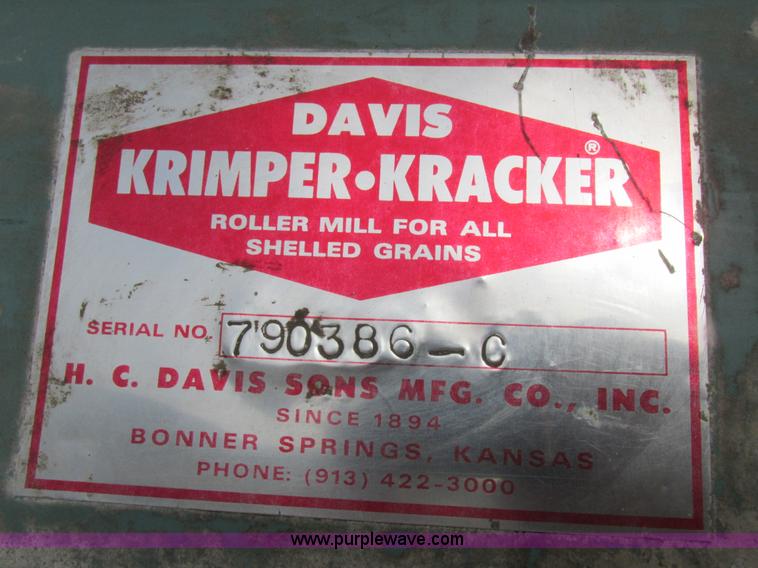 DAVIS
KRIMPER•KRACKER®
ROLLER MILL FOR ALL
SHELLED GRAINS
SERIAL NO. 790386-C
H. C. DAVIS SONS MFG. CO., INC.
SINCE 1894
BONNER SPRINGS, KANSAS
PHONE: (913) 422-3000
www.purplewave.com